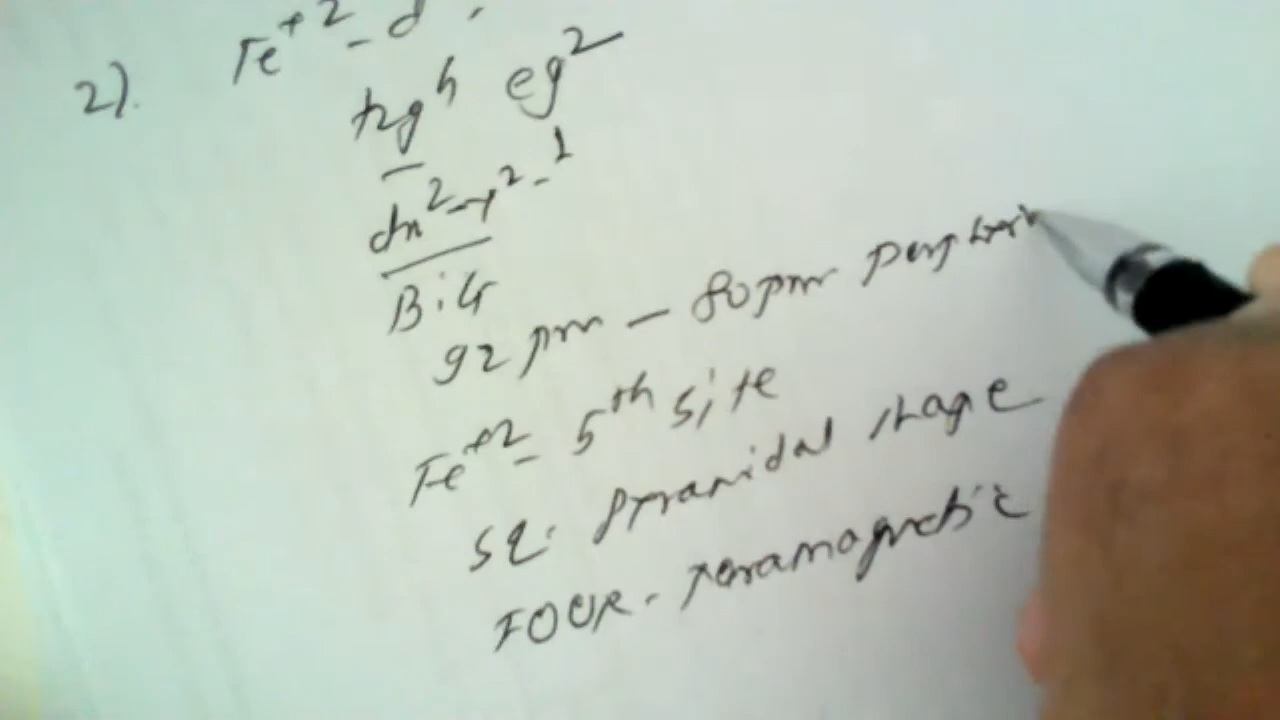 2). Fe+2 - d
t2g4 eg2
dx2-y2 - 1
Big
92 pm - 80pm
Fe+2 - 5th site
sq. pyramidal shape
FOUR - paramagnetic